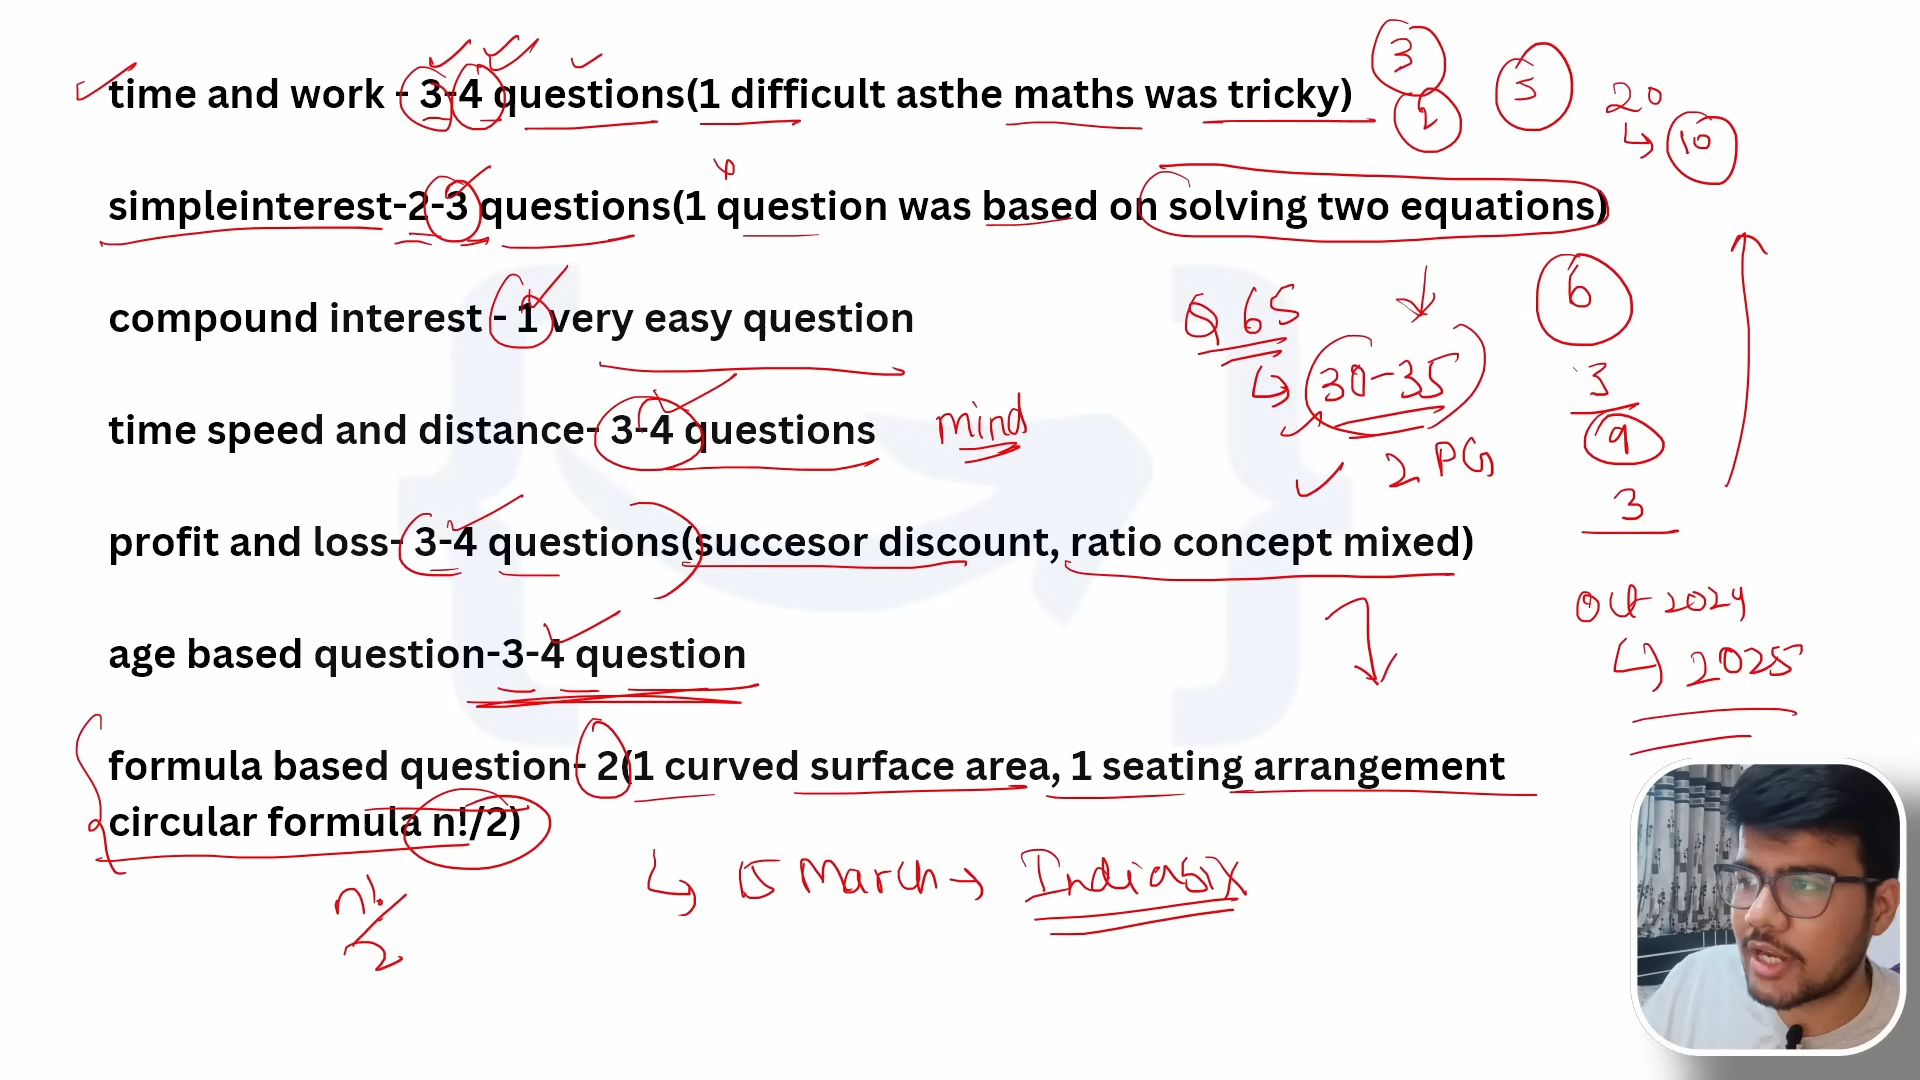 time and work - 3-4 questions(1 difficult asthe maths was tricky) 3 2 5 20 10
simpleinterest-2-3 questions(1 question was based on solving two equations)
compound interest - 1 very easy question Q 65 6
30-35 3
time speed and distance- 3-4 questions mind 9
2 PG
3
profit and loss- 3-4 questions(succesor discount, ratio concept mixed)
Oct 2024
age based question-3-4 question 2025
formula based question- 2(1 curved surface area, 1 seating arrangement
circular formula n!/2)
15 March → Indiabix
n!
2